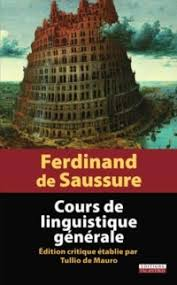 Ferdinand
de Saussure
Cours de
linguistique
générale
Édition critique établie par
Tullio de Mauro